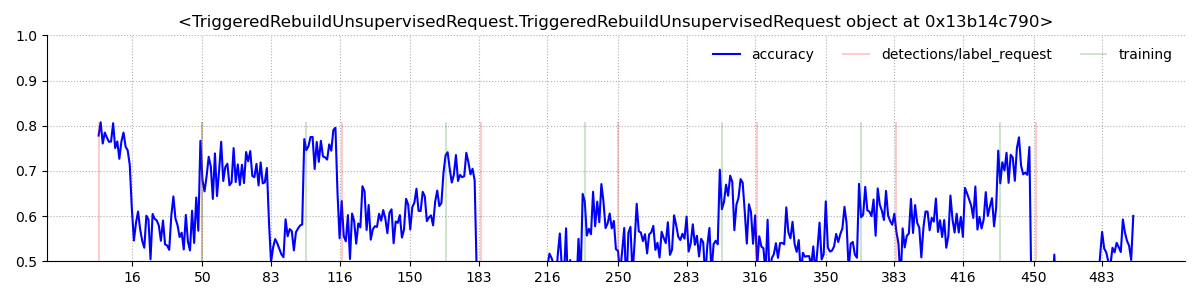 <TriggeredRebuildUnsupervisedRequest.TriggeredRebuildUnsupervisedRequest object at 0x13b14c790>
accuracy detections/label_request training
1.0
0.9
0.8
0.7
0.6
0.5
16 50 83 116 150 183 216 250 283 316 350 383 416 450 483